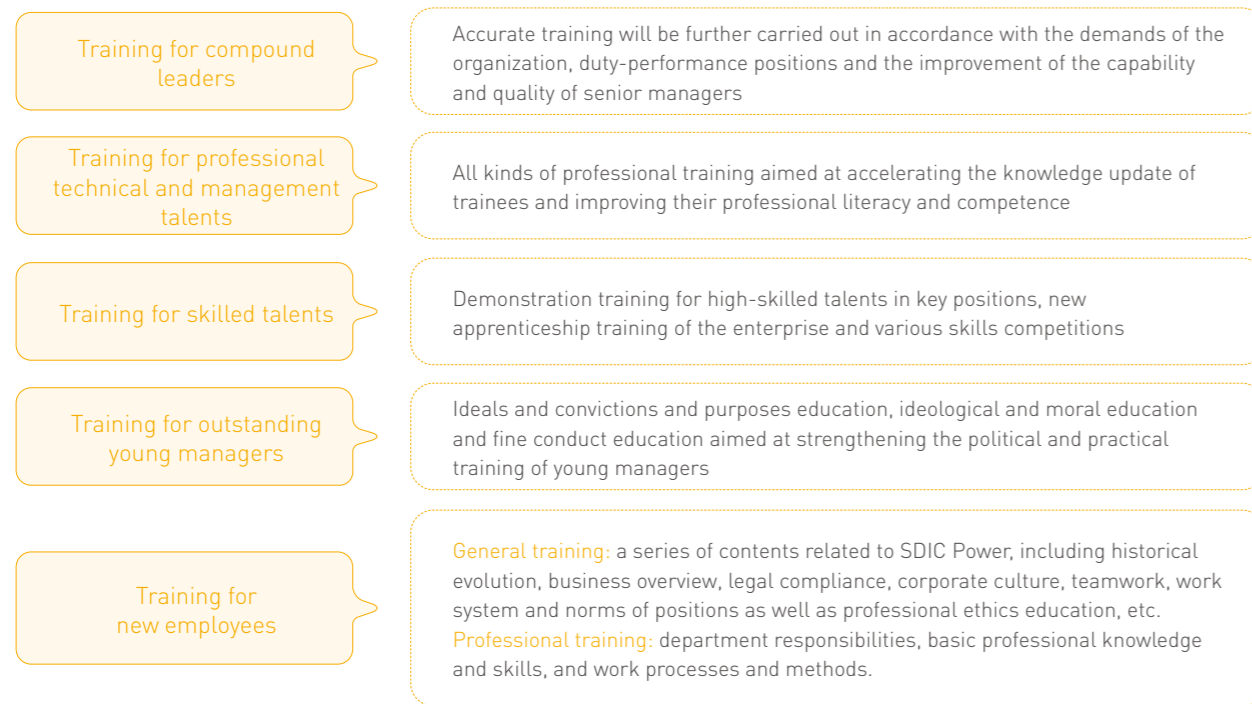 Training for compound
leaders
Accurate training will be further carried out in accordance with the demands of the
organization, duty-performance positions and the improvement of the capability
and quality of senior managers
Training for professional
technical and management
talents
All kinds of professional training aimed at accelerating the knowledge update of
trainees and improving their professional literacy and competence
Training for skilled talents
Demonstration training for high-skilled talents in key positions, new
apprenticeship training of the enterprise and various skills competitions
Training for outstanding
young managers
Ideals and convictions and purposes education, ideological and moral education
and fine conduct education aimed at strengthening the political and practical
training of young managers
Training for
new employees
General training: a series of contents related to SDIC Power, including historical
evolution, business overview, legal compliance, corporate culture, teamwork, work
system and norms of positions as well as professional ethics education, etc.
Professional training: department responsibilities, basic professional knowledge
and skills, and work processes and methods.